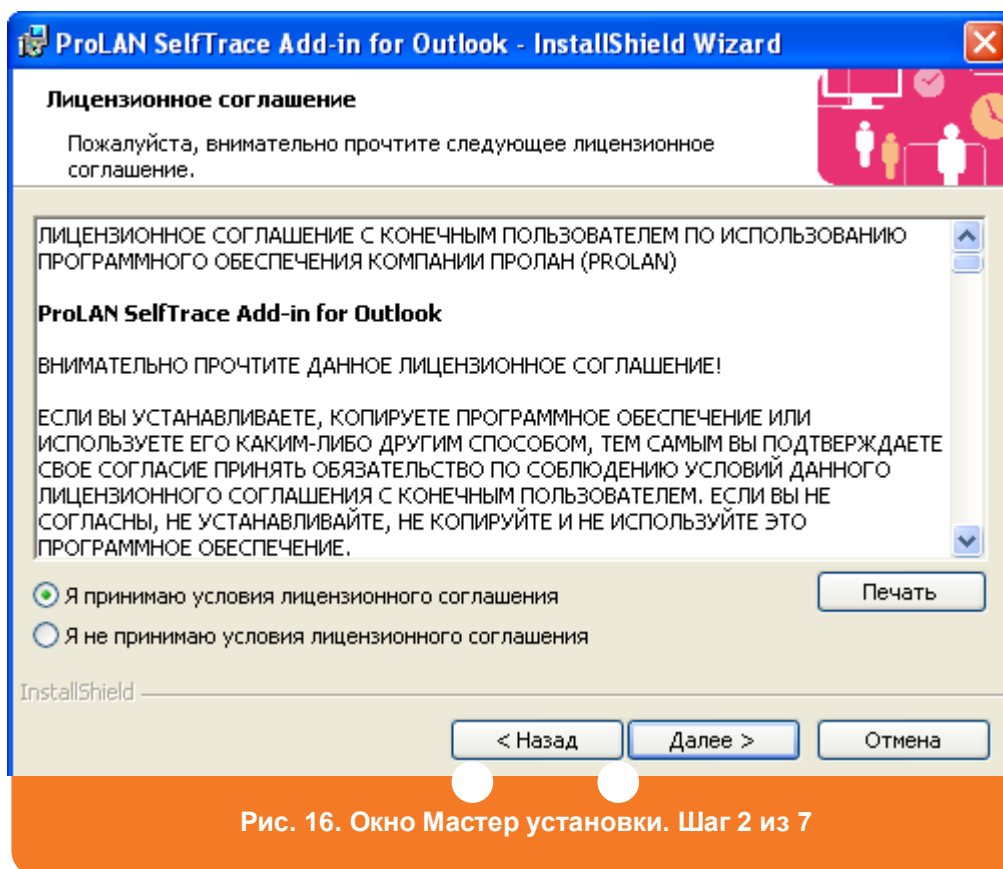 ProLAN SelfTrace Add-in for Outlook - InstallShield Wizard
Лицензионное соглашение
Пожалуйста, внимательно прочтите следующее лицензионное
соглашение.
ЛИЦЕНЗИОННОЕ СОГЛАШЕНИЕ С КОНЕЧНЫМ ПОЛЬЗОВАТЕЛЕМ ПО ИСПОЛЬЗОВАНИЮ
ПРОГРАММНОГО ОБЕСПЕЧЕНИЯ КОМПАНИИ ПРОЛАН (PROLAN)
ProLAN SelfTrace Add-in for Outlook
ВНИМАТЕЛЬНО ПРОЧТИТЕ ДАННОЕ ЛИЦЕНЗИОННОЕ СОГЛАШЕНИЕ!
ЕСЛИ ВЫ УСТАНАВЛИВАЕТЕ, КОПИРУЕТЕ ПРОГРАММНОЕ ОБЕСПЕЧЕНИЕ ИЛИ
ИСПОЛЬЗУЕТЕ ЕГО КАКИМ-ЛИБО ДРУГИМ СПОСОБОМ, ТЕМ САМЫМ ВЫ ПОДТВЕРЖДАЕТЕ
СВОЕ СОГЛАСИЕ ПРИНЯТЬ ОБЯЗАТЕЛЬСТВО ПО СОБЛЮДЕНИЮ УСЛОВИЙ ДАННОГО
ЛИЦЕНЗИОННОГО СОГЛАШЕНИЯ С КОНЕЧНЫМ ПОЛЬЗОВАТЕЛЕМ. ЕСЛИ ВЫ НЕ
СОГЛАСНЫ, НЕ УСТАНАВЛИВАЙТЕ, НЕ КОПИРУЙТЕ И НЕ ИСПОЛЬЗУЙТЕ ЭТО
ПРОГРАММНОЕ ОБЕСПЕЧЕНИЕ.
Я принимаю условия лицензионного соглашения
Печать
Я не принимаю условия лицензионного соглашения
InstallShield
< Назад
Далее >
Отмена
Рис. 16. Окно Мастер установки. Шаг 2 из 7